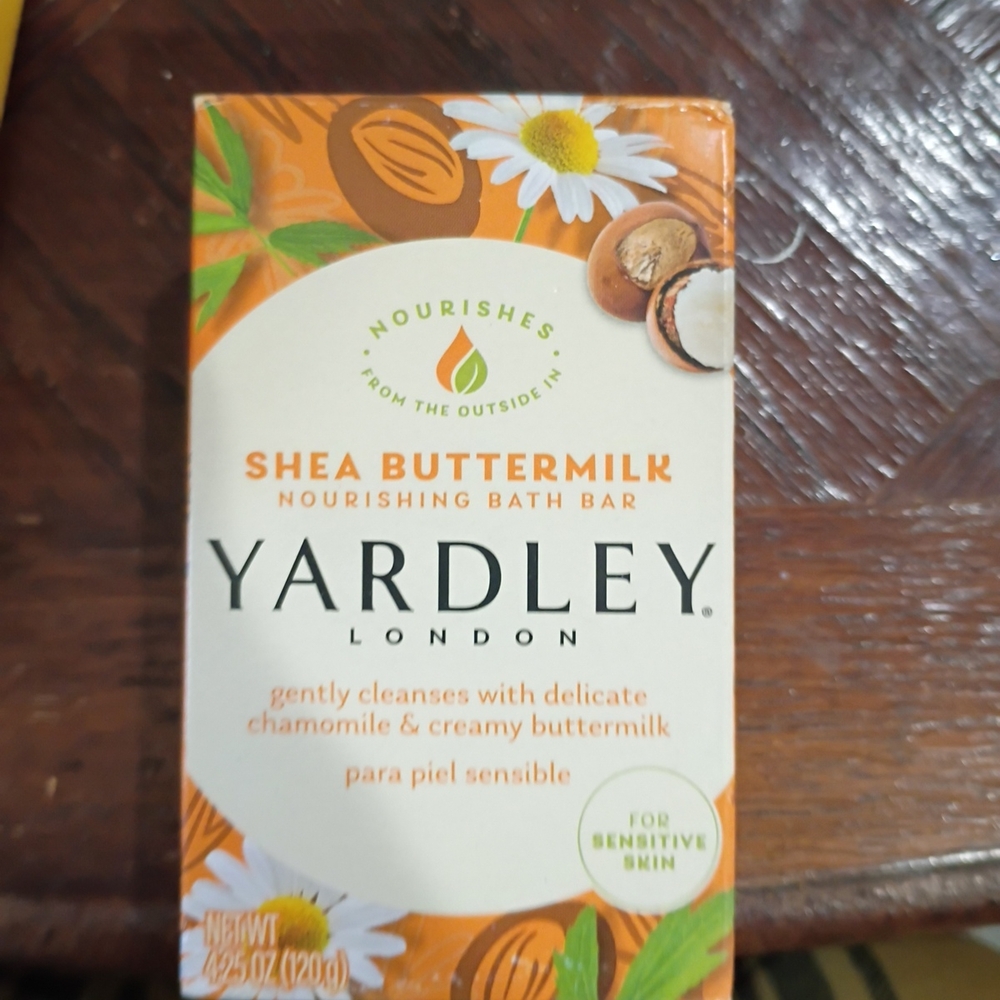 NOURISHES
FROM THE OUTSIDE IN
SHEA BUTTERMILK
NOURISHING BATH BAR
YARDLEY®
LONDON
gently cleanses with delicate
chamomile & creamy buttermilk
para piel sensible
FOR
SENSITIVE
SKIN
NET WT
4.25 OZ (120 g)